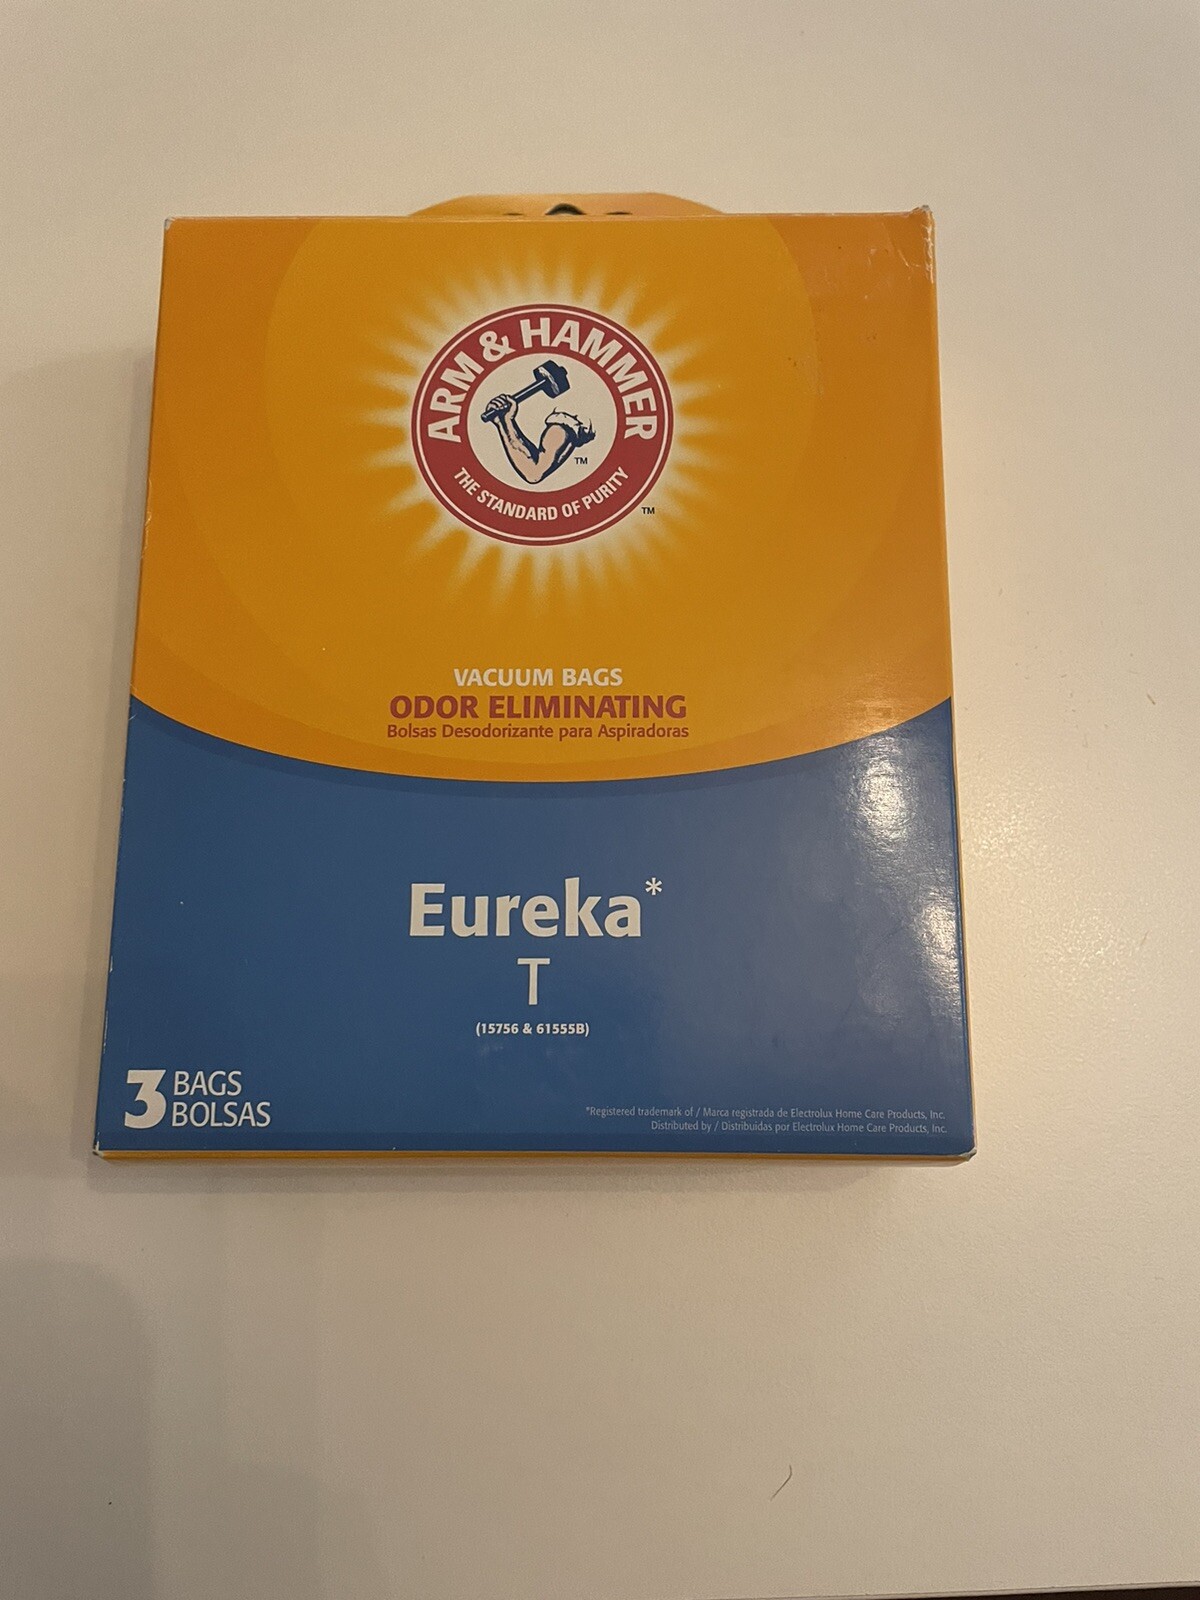 ARM & HAMMER
THE STANDARD OF PURITY
TM
TM
VACUUM BAGS
ODOR ELIMINATING
Bolsas Desodorizante para Aspiradoras
Eureka*
T
(15756 & 61555B)
3 BAGS
BOLSAS
*Registered trademark of / Marca registrada de Electrolux Home Care Products, Inc.
Distributed by / Distribuidas por Electrolux Home Care Products, Inc.